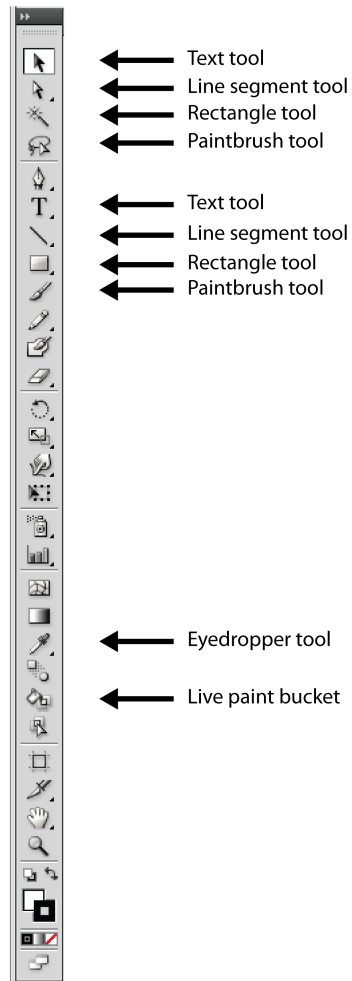 Text tool
Line segment tool
Rectangle tool
Paintbrush tool
Text tool
Line segment tool
Rectangle tool
Paintbrush tool
Eyedropper tool
Live paint bucket